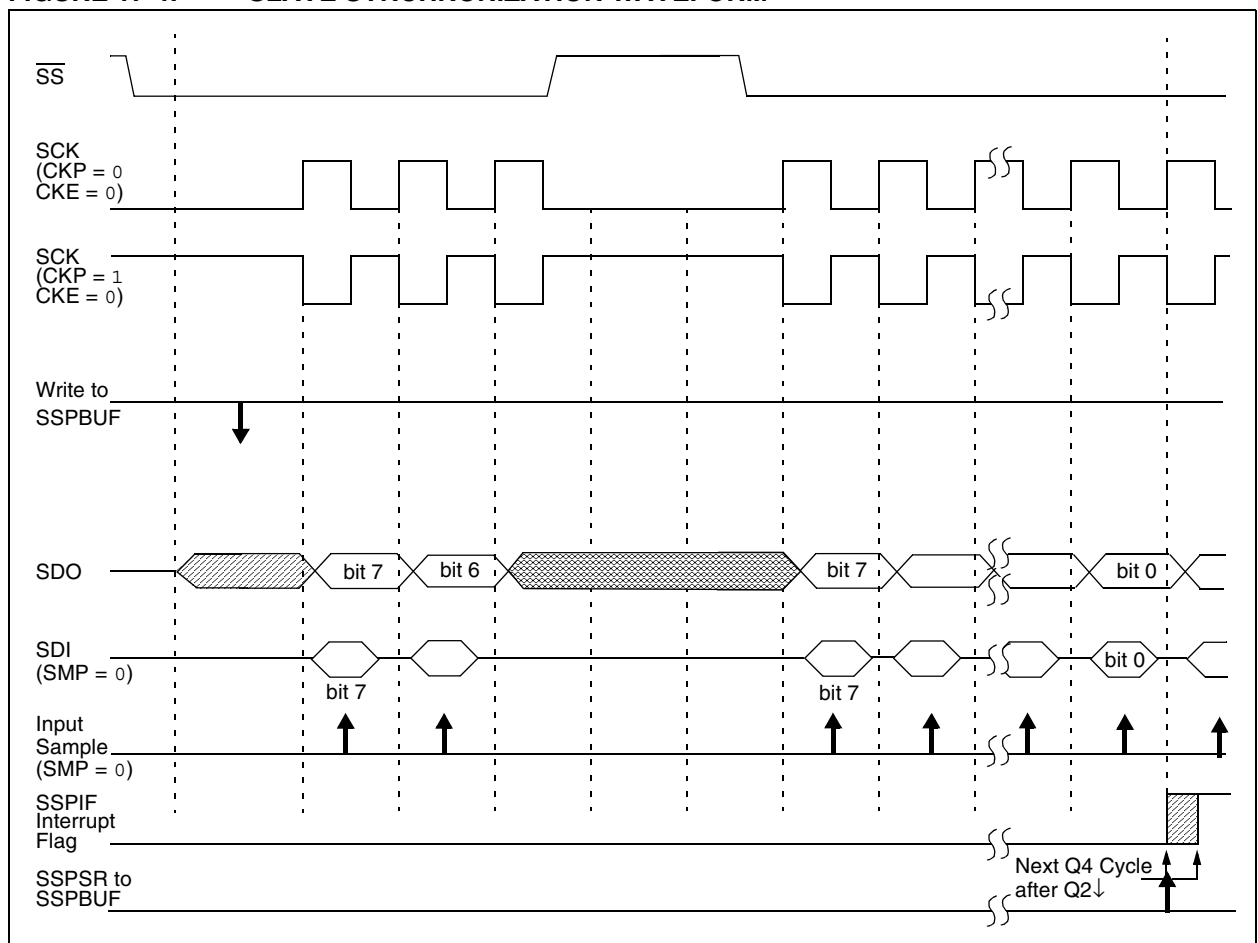 SS
SCK
(CKP = 0
CKE = 0)
SCK
(CKP = 1
CKE = 0)
Write to
SSPBUF
SDO
bit 7
bit 6
bit 7
bit 0
SDI
(SMP = 0)
bit 7
bit 7
bit 0
Input
Sample
(SMP = 0)
SSPIF
Interrupt
Flag
Next Q4 Cycle
after Q2↓
SSPSR to
SSPBUF